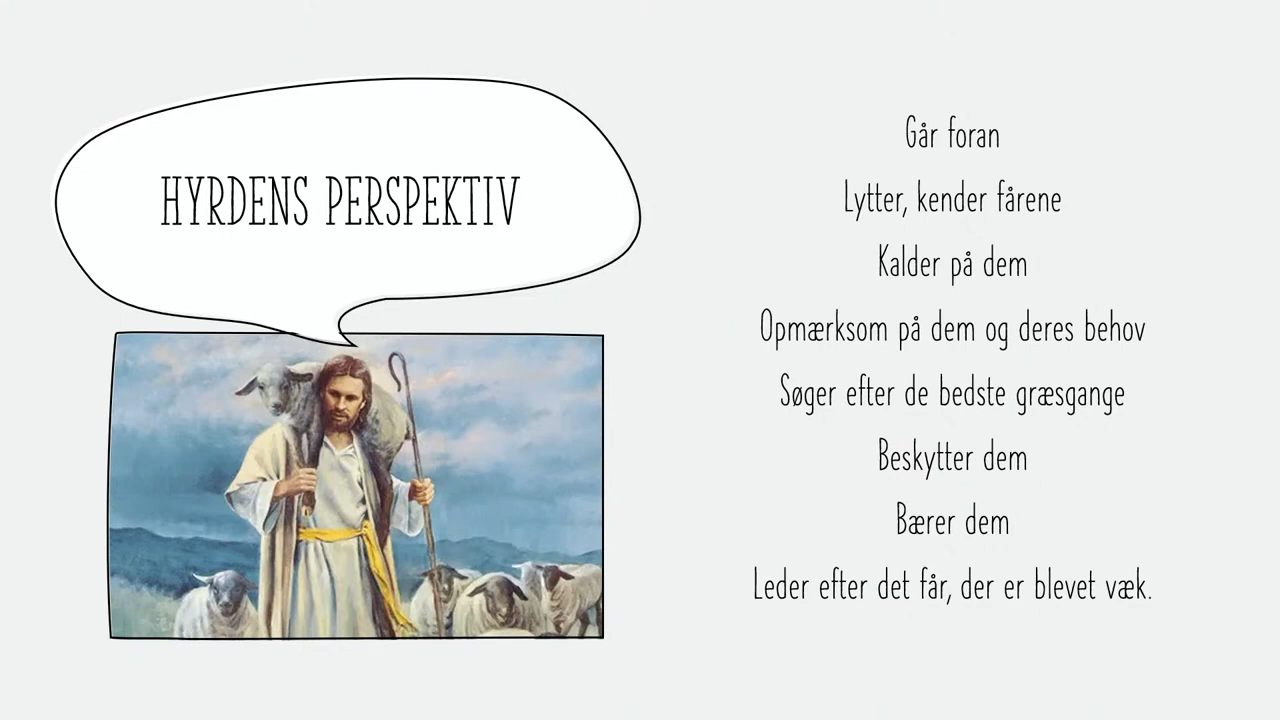 HYRDENS PERSPEKTIV
Går foran
Lytter, kender fårene
Kalder på dem
Opmærksom på dem og deres behov
Søger efter de bedste græsgange
Beskytter dem
Bærer dem
Leder efter det får, der er blevet væk.